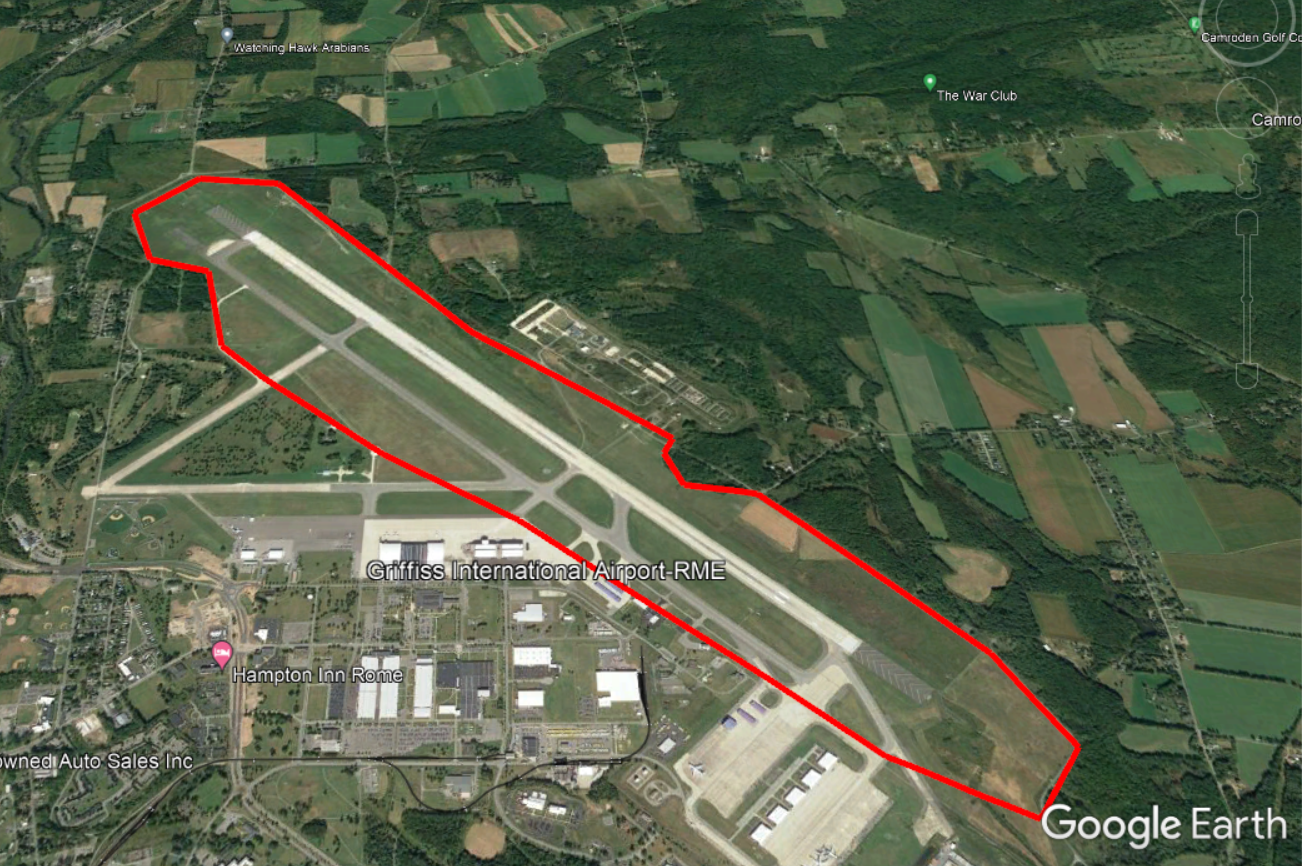 Watching Hawk Arabians
Camroden Golf Co
The War Club
Camro
Griffiss International Airport-RME
Hampton Inn Rome
owned Auto Sales Inc
Google Earth